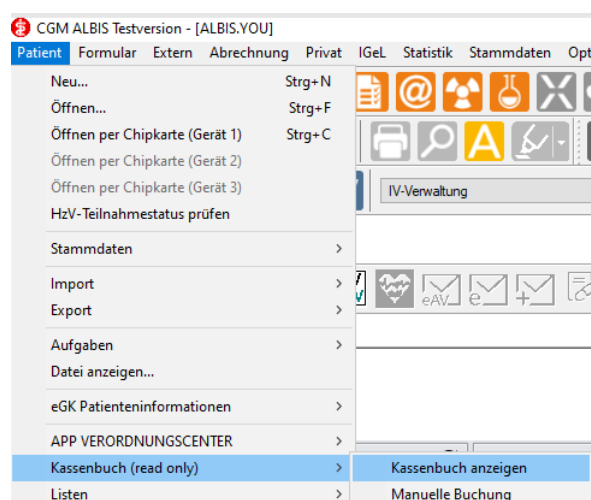 CGM ALBIS Testversion - [ALBIS.YOU]
Patient Formular Extern Abrechnung Privat IGeL Statistik Stammdaten Opt
Neu... Strg+N
Öffnen... Strg+F
Öffnen per Chipkarte (Gerät 1) Strg+C
Öffnen per Chipkarte (Gerät 2)
Öffnen per Chipkarte (Gerät 3)
IV-Verwaltung
HzV-Teilnahmestatus prüfen
Stammdaten
Import
eAV e
Export
Aufgaben
Datei anzeigen...
eGK Patienteninformationen
APP VERORDNUNGSCENTER
Kassenbuch (read only) Kassenbuch anzeigen
Listen Manuelle Buchung